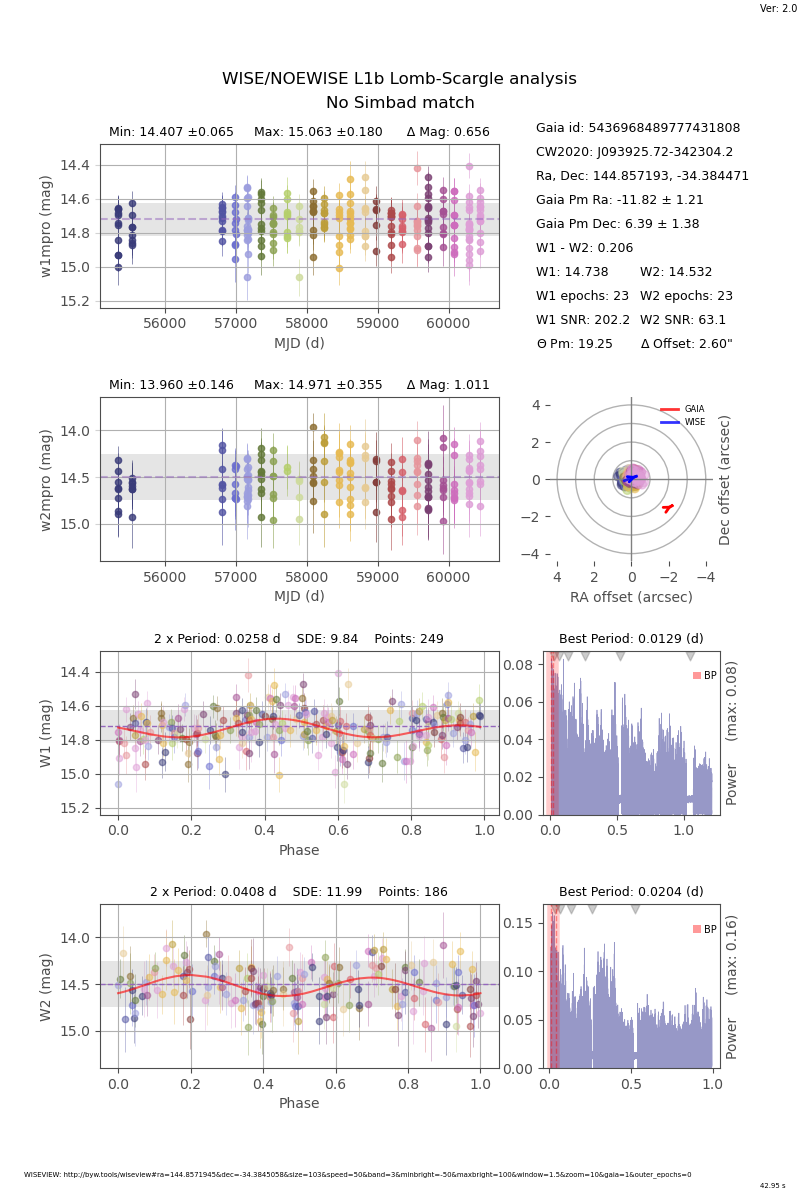 Ver: 2.0
WISE/NOEWISE L1b Lomb-Scargle analysis
No Simbad match
Min: 14.407 ±0.065 Max: 15.063 ±0.180 Δ Mag: 0.656
14.4
14.6
14.8
15.0
15.2
w1mpro (mag)
56000 57000 58000 59000 60000
MJD (d)
Gaia id: 5436968489777431808
CW2020: J093925.72-342304.2
Ra, Dec: 144.857193, -34.384471
Gaia Pm Ra: -11.82 ± 1.21
Gaia Pm Dec: 6.39 ± 1.38
W1 - W2: 0.206
W1: 14.738 W2: 14.532
W1 epochs: 23 W2 epochs: 23
W1 SNR: 202.2 W2 SNR: 63.1
Θ Pm: 19.25 Δ Offset: 2.60"
Min: 13.960 ±0.146 Max: 14.971 ±0.355 Δ Mag: 1.011
14.0
14.5
15.0
w2mpro (mag)
56000 57000 58000 59000 60000
MJD (d)
GAIA
WISE
4
2
0
−2
−4
4 2 0 −2 −4
RA offset (arcsec)
Dec offset (arcsec)
2 x Period: 0.0258 d SDE: 9.84 Points: 249
14.4
14.6
14.8
15.0
15.2
W1 (mag)
0.0 0.2 0.4 0.6 0.8 1.0
Phase
Best Period: 0.0129 (d)
BP
0.08
0.06
0.04
0.02
0.00
0.0 0.5 1.0
Power (max: 0.08)
2 x Period: 0.0408 d SDE: 11.99 Points: 186
14.0
14.5
15.0
W2 (mag)
0.0 0.2 0.4 0.6 0.8 1.0
Phase
Best Period: 0.0204 (d)
BP
0.15
0.10
0.05
0.00
0.0 0.5 1.0
Power (max: 0.16)
WISEVIEW: http://byw.tools/wiseview#ra=144.8571945&dec=-34.3845058&size=103&speed=50&band=3&minbright=-50&maxbright=100&window=1.5&zoom=10&gaia=1&outer_epochs=0
42.95 s